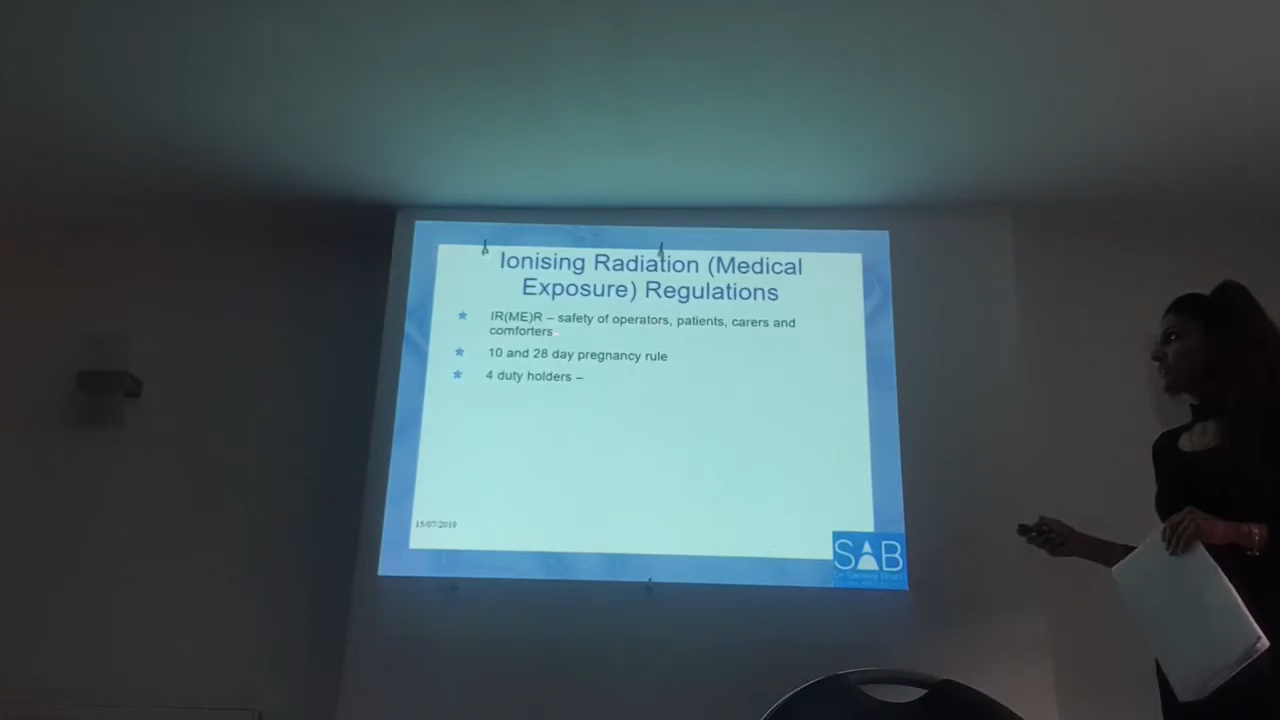 Ionising Radiation (Medical
Exposure) Regulations
IR(ME)R – safety of operators, patients, carers and
comforters
10 and 28 day pregnancy rule
4 duty holders –
15/07/2019
SAB